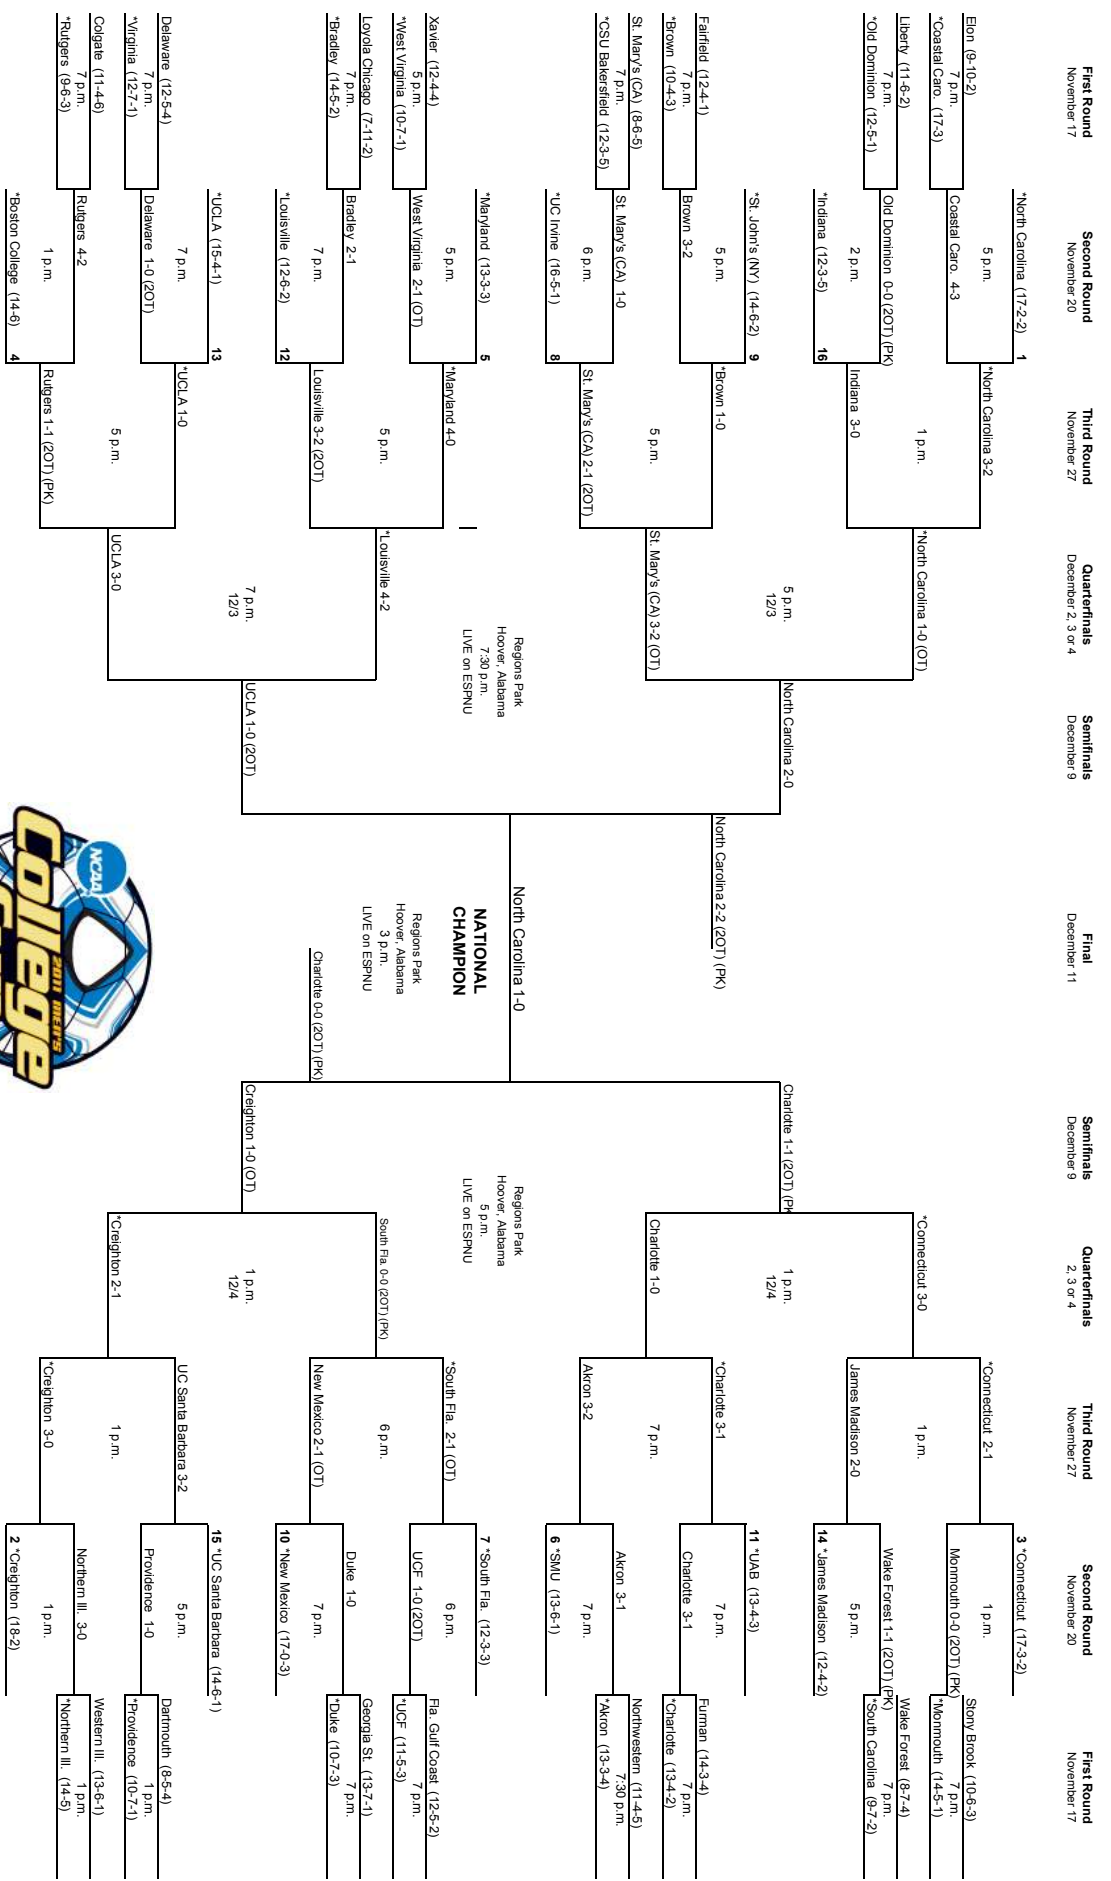 First Round
November 17
Second Round
November 20
Third Round
November 27
Quarterfinals
December 2, 3 or 4
Semifinals
December 9
Final
December 11
Semifinals
December 9
Quarterfinals
2, 3 or 4
Third Round
November 27
Second Round
November 20
First Round
November 17
Elon (9-10-2)
7 p.m.
*Coastal Caro. (17-3)
Liberty (11-6-2)
7 p.m.
*Old Dominion (12-5-1)
Fairfield (12-4-1)
7 p.m.
*Brown (10-4-3)
St. Mary's (CA) (8-6-5)
7 p.m.
*CSU Bakersfield (12-3-5)
Xavier (12-4-4)
5 p.m.
*West Virginia (10-7-1)
Loyola Chicago (7-11-2)
7 p.m.
*Bradley (14-5-2)
Delaware (12-5-4)
7 p.m.
*Virginia (12-7-1)
Colgate (11-4-6)
7 p.m.
*Rutgers (9-6-3)
*North Carolina (17-2-2) 1
5 p.m.
Coastal Caro. 4-3
Old Dominion 0-0 (2OT) (PK)
2 p.m.
*Indiana (12-3-5) 16
*St. John's (NY) (14-6-2) 9
5 p.m.
Brown 3-2
St. Mary's (CA) 1-0
6 p.m.
*UC Irvine (16-5-1) 8
*Maryland (13-3-3) 5
5 p.m.
West Virginia 2-1 (OT)
Bradley 2-1
7 p.m.
*Louisville (12-6-2) 12
*UCLA (15-4-1) 13
7 p.m.
Delaware 1-0 (2OT)
Rutgers 4-2
1 p.m.
*Boston College (14-6) 4
*North Carolina 3-2
1 p.m.
Indiana 3-0
*Brown 1-0
5 p.m.
St. Mary's (CA) 2-1 (2OT)
*Maryland 4-0
5 p.m.
Louisville 3-2 (2OT)
*UCLA 1-0
5 p.m.
Rutgers 1-1 (2OT) (PK)
*North Carolina 1-0 (OT)
5 p.m.
12/3
St. Mary's (CA) 3-2 (OT)
*Louisville 4-2
7 p.m.
12/3
UCLA 3-0
North Carolina 2-0
Regions Park
Hoover, Alabama
7:30 p.m.
LIVE on ESPNU
UCLA 1-0 (2OT)
North Carolina 2-2 (2OT) (PK)
North Carolina 1-0
NATIONAL
CHAMPION
Regions Park
Hoover, Alabama
3 p.m.
LIVE on ESPNU
Charlotte 0-0 (2OT) (PK)
NCAA
2011 MEN'S
College
Charlotte 1-1 (2OT) (PK
Regions Park
Hoover, Alabama
5 p.m.
LIVE on ESPNU
Creighton 1-0 (OT)
*Connecticut 3-0
1 p.m.
12/4
Charlotte 1-0
South Fla. 0-0 (2OT) (PK)
1 p.m.
12/4
*Creighton 2-1
*Connecticut 2-1
1 p.m.
James Madison 2-0
*Charlotte 3-1
7 p.m.
Akron 3-2
*South Fla. 2-1 (OT)
6 p.m.
New Mexico 2-1 (OT)
UC Santa Barbara 3-2
1 p.m.
*Creighton 3-0
3 *Connecticut (17-3-2)
1 p.m.
Monmouth 0-0 (2OT) (PK)
Wake Forest 1-1 (2OT) (PK)
5 p.m.
14 *James Madison (12-4-2)
11 *UAB (13-4-3)
7 p.m.
Charlotte 3-1
Akron 3-1
7 p.m.
6 *SMU (13-6-1)
7 *South Fla. (12-3-3)
6 p.m.
UCF 1-0 (2OT)
Duke 1-0
7 p.m.
10 *New Mexico (17-0-3)
15 *UC Santa Barbara (14-6-1)
5 p.m.
Providence 1-0
Northern Ill. 3-0
1 p.m.
2 *Creighton (18-2)
Stony Brook (10-6-3)
7 p.m.
*Monmouth (14-5-1)
Wake Forest (8-7-4)
7 p.m.
*South Carolina (9-7-2)
Furman (14-3-4)
7 p.m.
*Charlotte (13-4-2)
Northwestern (11-4-5)
7:30 p.m.
*Akron (13-3-4)
Fla. Gulf Coast (12-5-2)
7 p.m.
*UCF (11-5-3)
Georgia St. (13-7-1)
7 p.m.
*Duke (10-7-3)
Dartmouth (8-5-4)
1 p.m.
*Providence (10-7-1)
Western Ill. (13-6-1)
1 p.m.
*Northern Ill. (14-5)